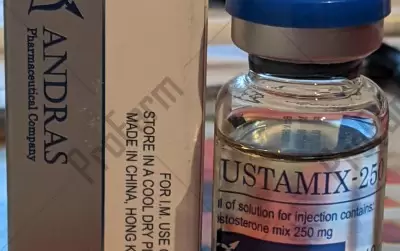 ANDRAS
Pharmaceutical Company
FOR I.M. USE
STORE IN A COOL DRY
MADE IN CHINA, HONG
USTAMIX-250
of solution for injection contains:
osterone mix 250 mg